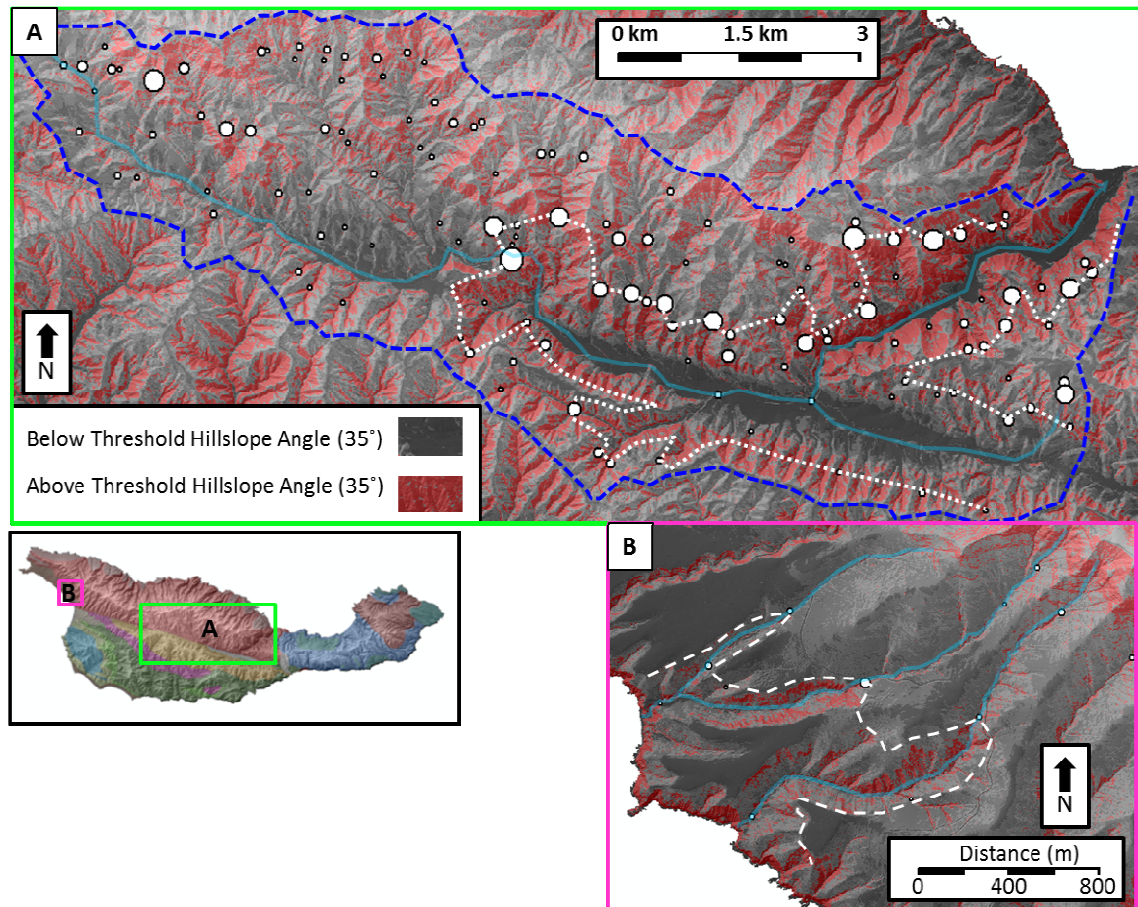 A
0 km 1.5 km 3
N
Below Threshold Hillslope Angle (35˚)
Above Threshold Hillslope Angle (35˚)
B
A
B
N
Distance (m)
0 400 800